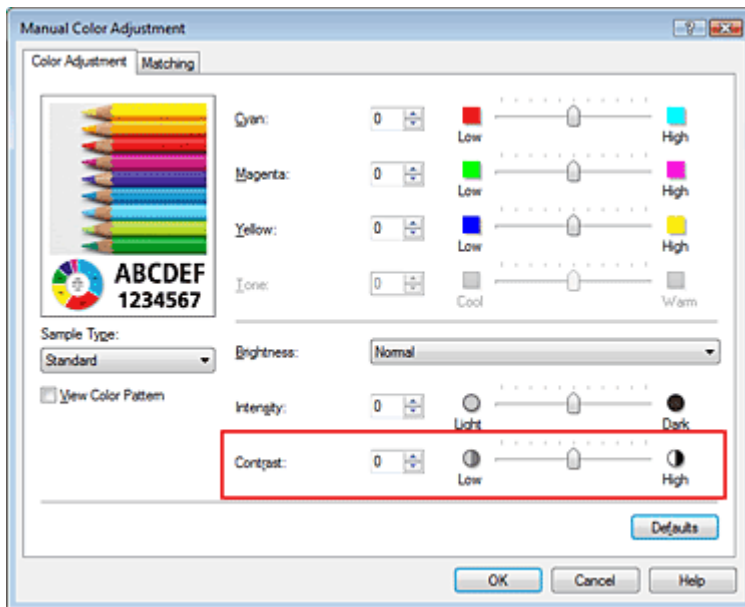 Manual Color Adjustment
Color Adjustment Matching
ABCDEF
1234567
Sample Type:
Standard
View Color Pattern
Cyan: 0 Low High
Magenta: 0 Low High
Yellow: 0 Low High
Tone: 0 Cool Warm
Brightness: Normal
Intensity: 0 Light Dark
Contrast: 0 Low High
Defaults
OK Cancel Help